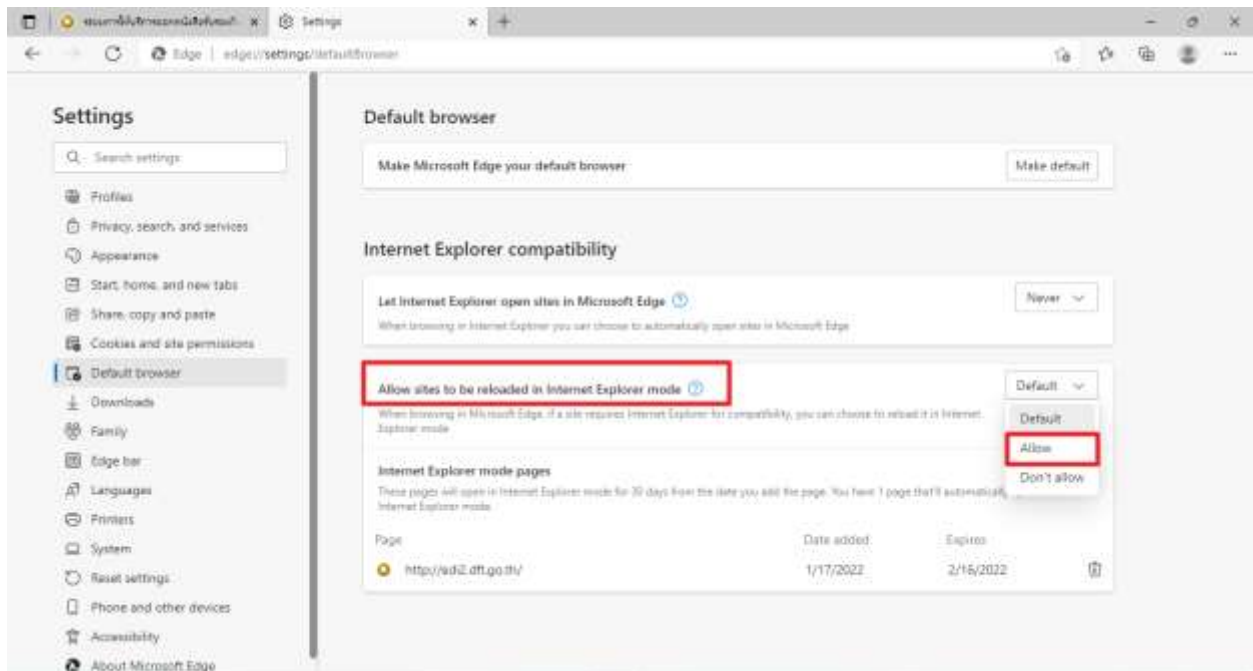 Settings
Edge | edge://settings/defaultBrowser
Settings
Search settings
Profiles
Privacy, search, and services
Appearance
Start, home, and new tabs
Share, copy and paste
Cookies and site permissions
Default browser
Downloads
Family
Edge bar
Languages
Printers
System
Reset settings
Phone and other devices
Accessibility
About Microsoft Edge
Default browser
Make Microsoft Edge your default browser
Make default
Internet Explorer compatibility
Let Internet Explorer open sites in Microsoft Edge
Never
When browsing in Internet Explorer you can choose to automatically open sites in Microsoft Edge
Allow sites to be reloaded in Internet Explorer mode
Default
When browsing in Microsoft Edge, if a site requires Internet Explorer for compatibility, you can choose to reload it in Internet
Explorer mode
Default
Allow
Don't allow
Internet Explorer mode pages
These pages will open in Internet Explorer mode for 30 days from the date you add the page. You have 1 page that'll automatically
Internet Explorer mode.
Page
Date added
Expires
http://edi2.dft.go.th/
1/17/2022
2/16/2022